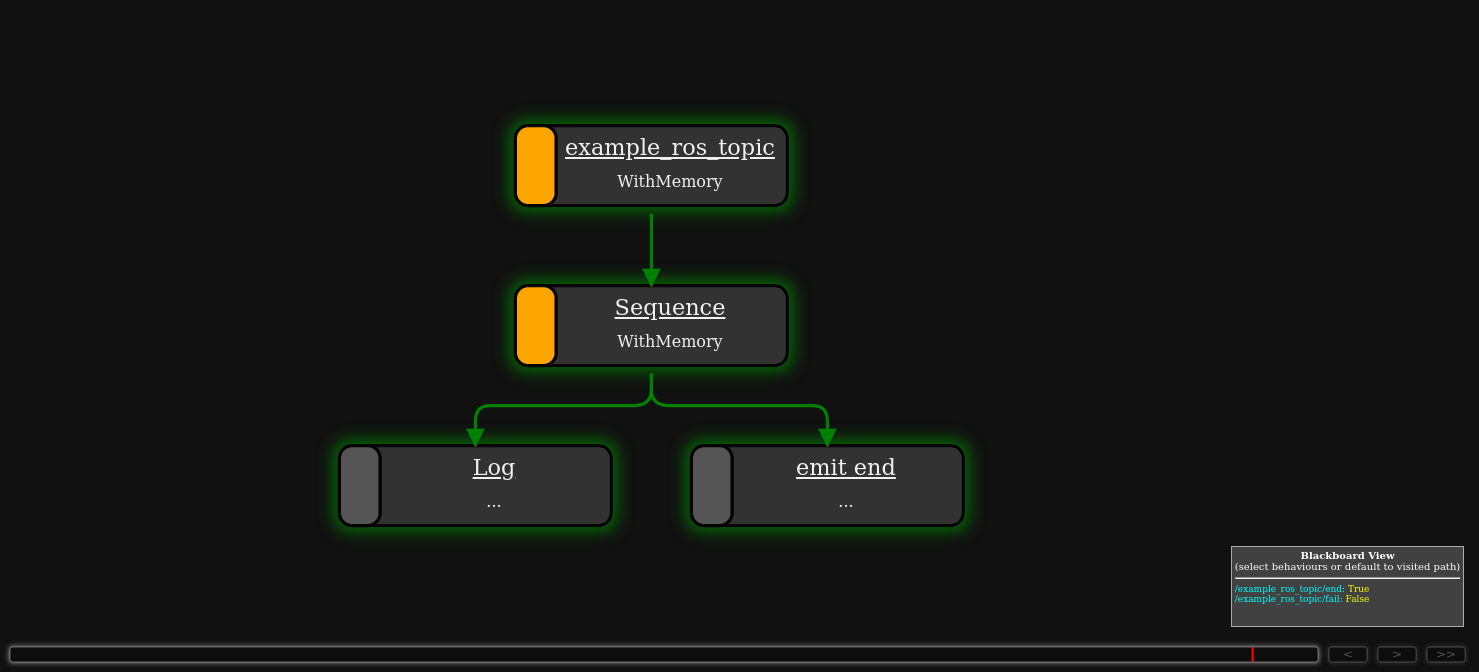 example_ros_topic
WithMemory
Sequence
WithMemory
Log
...
emit end
...
Blackboard View
(select behaviours or default to visited path)
/example_ros_topic/end: True
/example_ros_topic/fail: False
< > >>